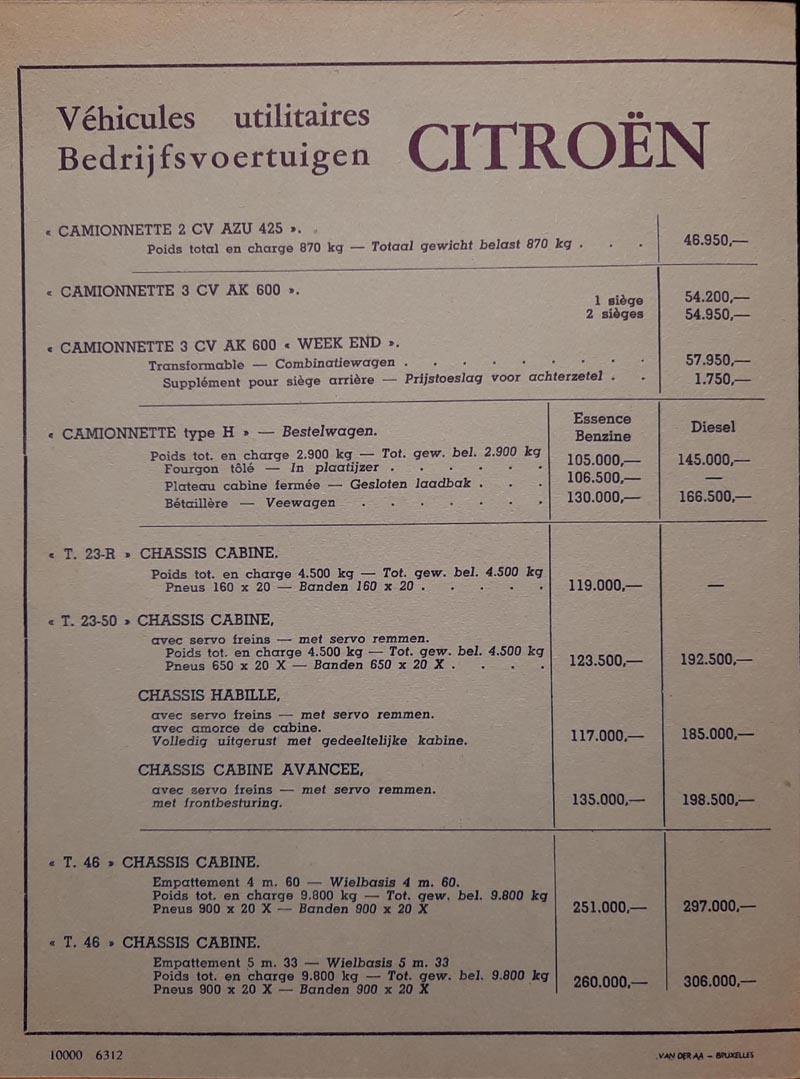 Véhicules utilitaires
Bedrijfsvoertuigen
CITROËN
« CAMIONNETTE 2 CV AZU 425 ».
Poids total en charge 870 kg — Totaal gewicht belast 870 kg . . . 46.950,—
« CAMIONNETTE 3 CV AK 600 ».
1 siège 54.200,—
2 sièges 54.950,—
« CAMIONNETTE 3 CV AK 600 « WEEK END ».
Transformable — Combinatiewagen . . . . . . . . . 57.950,—
Supplément pour siège arrière — Prijstoeslag voor achterzetel . . 1.750,—
Essence Diesel
Benzine
« CAMIONNETTE type H » — Bestelwagen.
Poids tot. en charge 2.900 kg — Tot. gew. bel. 2.900 kg
Fourgon tôlé — In plaatijzer . . . . . . 105.000,— 145.000,—
Plateau cabine fermée — Gesloten laadbak . . . 106.500,— —
Bétaillère — Veewagen . . . . . . . 130.000,— 166.500,—
« T. 23-R » CHASSIS CABINE.
Poids tot. en charge 4.500 kg — Tot. gew. bel. 4.500 kg
Pneus 160 x 20 — Banden 160 x 20 . . . . . 119.000,— —
« T. 23-50 » CHASSIS CABINE,
avec servo freins — met servo remmen.
Poids tot. en charge 4.500 kg — Tot. gew. bel. 4.500 kg
Pneus 650 x 20 X — Banden 650 x 20 X . . . . 123.500,— 192.500,—
CHASSIS HABILLE,
avec servo freins — met servo remmen.
avec amorce de cabine.
Volledig uitgerust met gedeeltelijke kabine. 117.000,— 185.000,—
CHASSIS CABINE AVANCEE,
avec servo freins — met servo remmen.
met frontbesturing. 135.000,— 198.500,—
« T. 46 » CHASSIS CABINE.
Empattement 4 m. 60 — Wielbasis 4 m. 60.
Poids tot. en charge 9.800 kg — Tot. gew. bel. 9.800 kg
Pneus 900 x 20 X — Banden 900 x 20 X 251.000,— 297.000,—
« T. 46 » CHASSIS CABINE.
Empattement 5 m. 33 — Wielbasis 5 m. 33
Poids tot. en charge 9.800 kg — Tot. gew. bel. 9.800 kg
Pneus 900 x 20 X — Banden 900 x 20 X 260.000,— 306.000,—
10000 6312
VAN DER AA – BRUXELLES